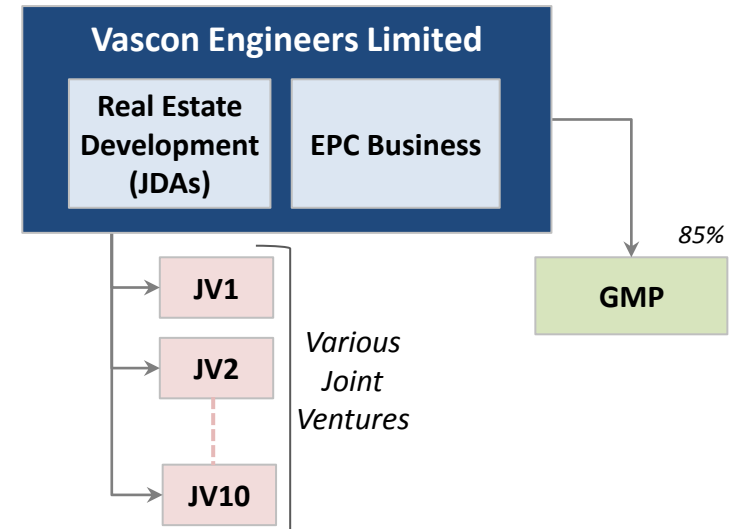 Vascon Engineers Limited
Real Estate
Development
(JDAs)
EPC Business
85%
GMP
JV1
JV2
JV10
Various
Joint
Ventures